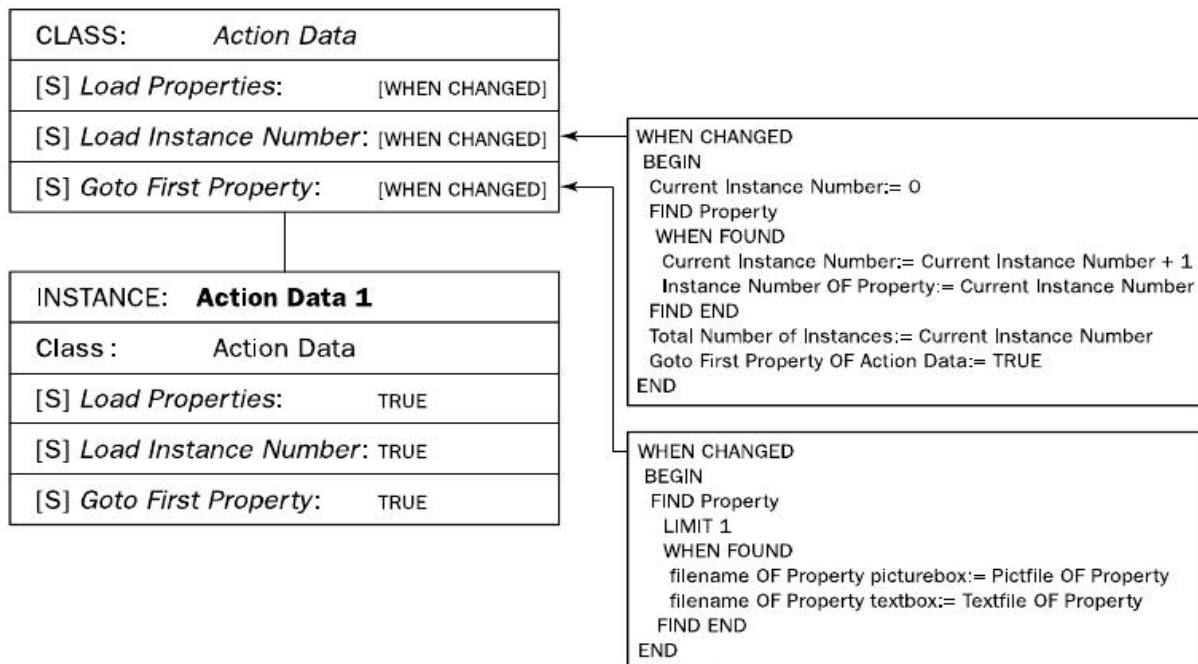 CLASS: Action Data
[S] Load Properties: [WHEN CHANGED]
[S] Load Instance Number: [WHEN CHANGED]
[S] Goto First Property: [WHEN CHANGED]
INSTANCE: Action Data 1
Class : Action Data
[S] Load Properties: TRUE
[S] Load Instance Number: TRUE
[S] Goto First Property: TRUE
WHEN CHANGED
BEGIN
Current Instance Number:= 0
FIND Property
WHEN FOUND
Current Instance Number:= Current Instance Number + 1
Instance Number OF Property:= Current Instance Number
FIND END
Total Number of Instances:= Current Instance Number
Goto First Property OF Action Data:= TRUE
END
WHEN CHANGED
BEGIN
FIND Property
LIMIT 1
WHEN FOUND
filename OF Property picturebox:= Pictfile OF Property
filename OF Property textbox:= Textfile OF Property
FIND END
END